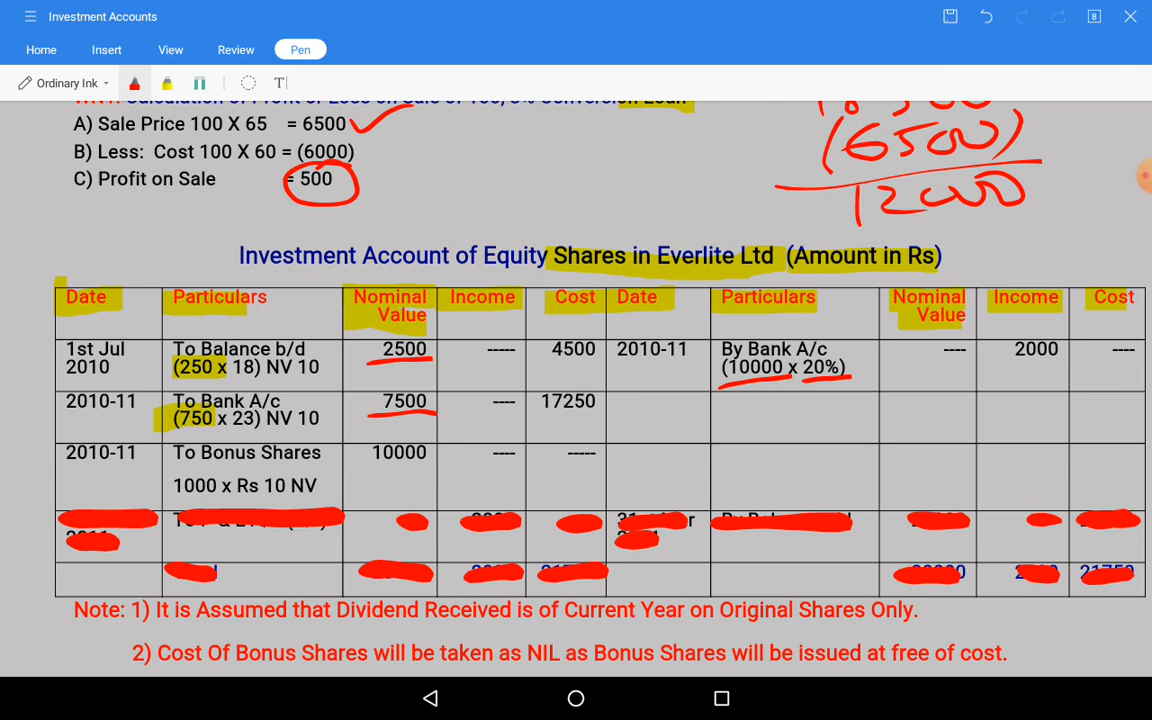 Investment Accounts
8
Home Insert View Review Pen
Ordinary Ink T
A) Sale Price 100 X 65 = 6500
B) Less: Cost 100 X 60 = (6000)
C) Profit on Sale = 500
(6500)
12000
Investment Account of Equity Shares in Everlite Ltd (Amount in Rs)
Date Particulars Nominal Value Income Cost Date Particulars Nominal Value Income Cost
1st Jul 2010 To Balance b/d (250 x 18) NV 10 2500 ----- 4500 2010-11 By Bank A/c (10000 x 20%) ---- 2000 ----
2010-11 To Bank A/c (750 x 23) NV 10 7500 ---- 17250
2010-11 To Bonus Shares 1000 x Rs 10 NV 10000 ---- -----
Note: 1) It is Assumed that Dividend Received is of Current Year on Original Shares Only.
2) Cost Of Bonus Shares will be taken as NIL as Bonus Shares will be issued at free of cost.